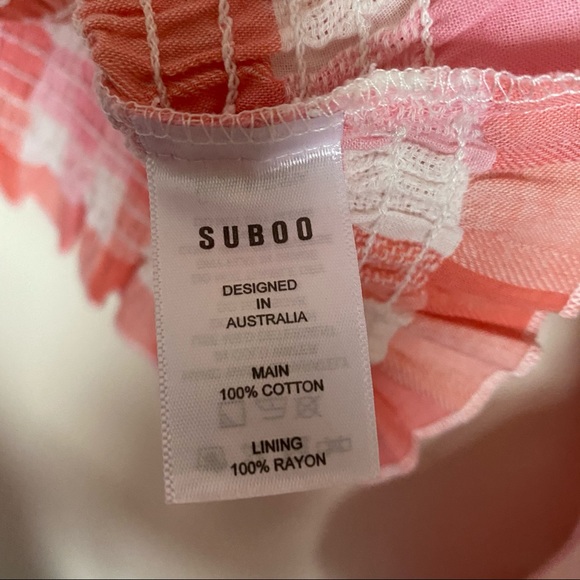 SUBOO
DESIGNED
IN
AUSTRALIA
MAIN
100% COTTON
LINING
100% RAYON